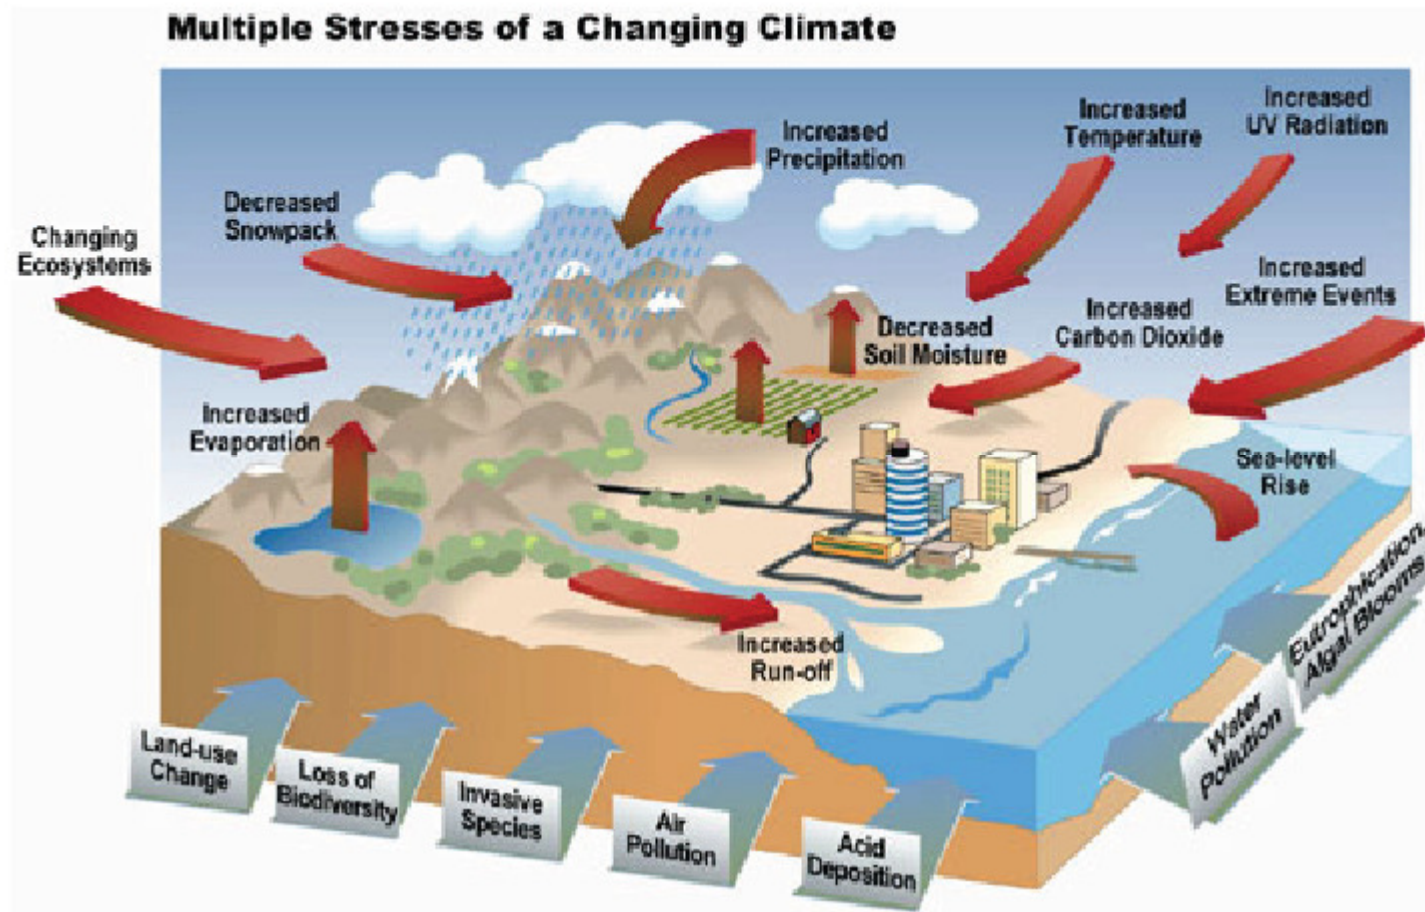 Multiple Stresses of a Changing Climate
Increased
Precipitation
Increased
Temperature
Increased
UV Radiation
Decreased
Snowpack
Changing
Ecosystems
Increased
Extreme Events
Increased
Carbon Dioxide
Decreased
Soil Moisture
Increased
Evaporation
Sea-level
Rise
Increased
Run-off
Eutrophication,
Algal Blooms
Water
Pollution
Land-use
Change
Loss of
Biodiversity
Invasive
Species
Air
Pollution
Acid
Deposition